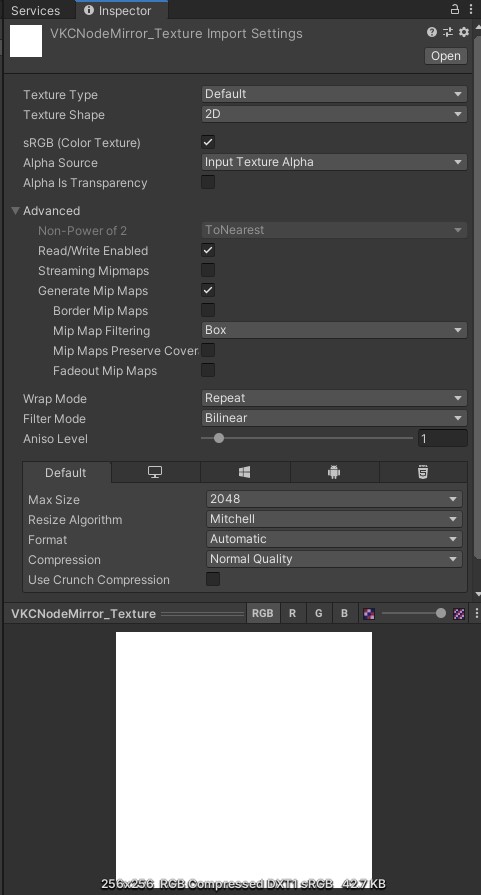 Services Inspector
VKCNodeMirror_Texture Import Settings
Open
Texture Type Default
Texture Shape 2D
sRGB (Color Texture)
Alpha Source Input Texture Alpha
Alpha Is Transparency
Advanced
Non-Power of 2 ToNearest
Read/Write Enabled
Streaming Mipmaps
Generate Mip Maps
Border Mip Maps
Mip Map Filtering Box
Mip Maps Preserve Cover
Fadeout Mip Maps
Wrap Mode Repeat
Filter Mode Bilinear
Aniso Level 1
Default
Max Size 2048
Resize Algorithm Mitchell
Format Automatic
Compression Normal Quality
Use Crunch Compression
VKCNodeMirror_Texture RGB R G B
256x256 RGB Compressed DXT1 sRGB 42.7 KB